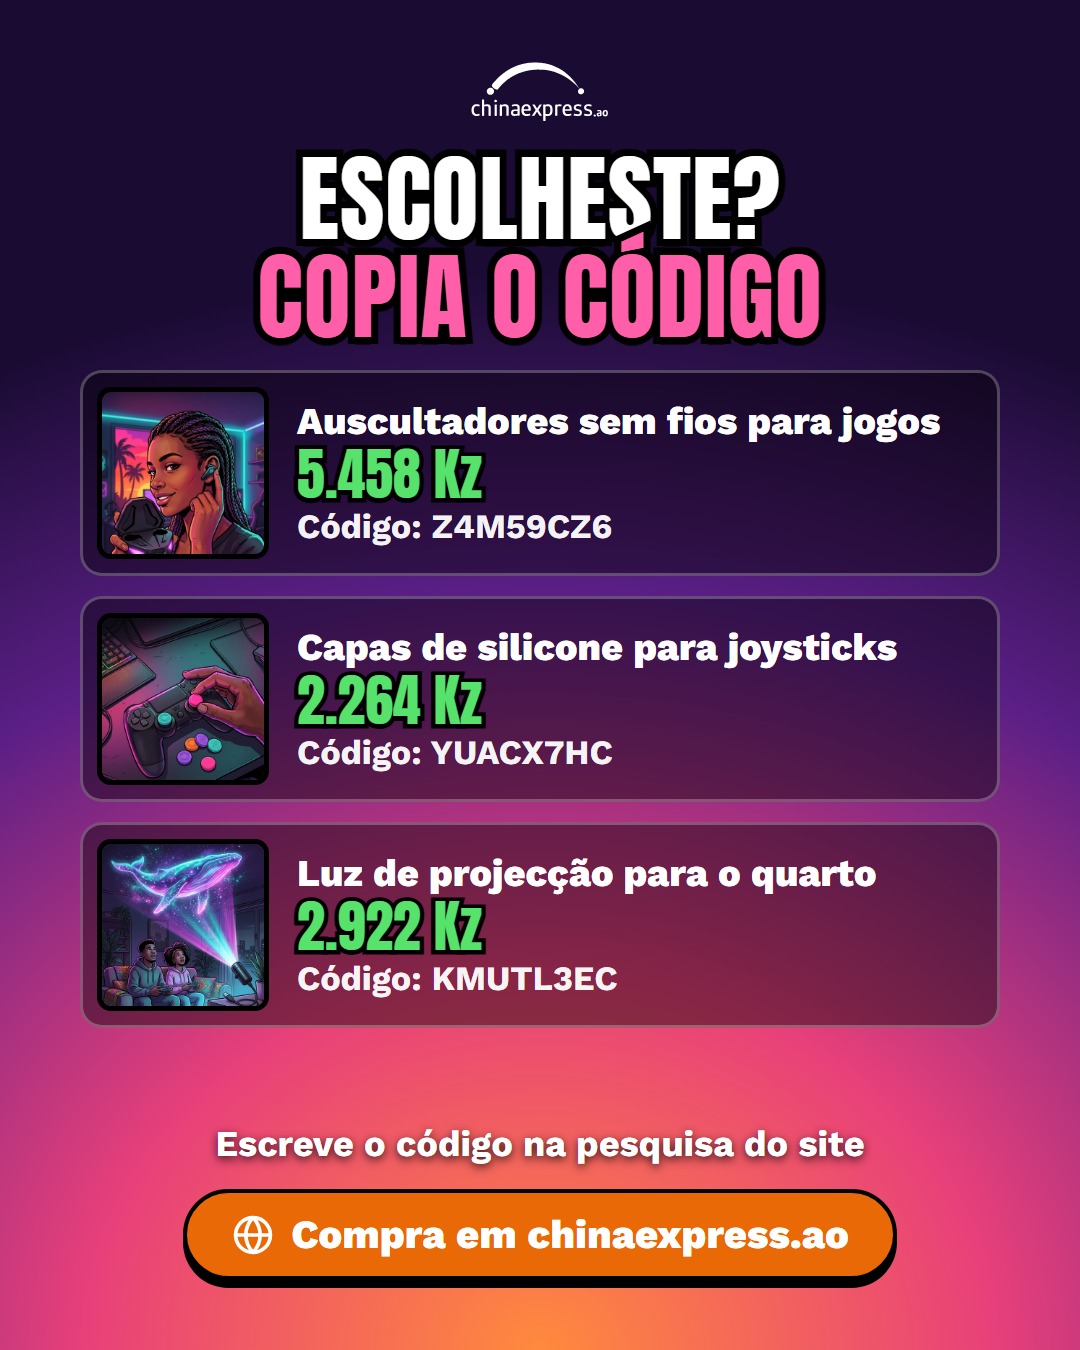 chinaexpress.ao
ESCOLHESTE?
COPIA O CÓDIGO
Auscultadores sem fios para jogos
5.458 Kz
Código: Z4M59CZ6
Capas de silicone para joysticks
2.264 Kz
Código: YUACX7HC
Luz de projecção para o quarto
2.922 Kz
Código: KMUTL3EC
Escreve o código na pesquisa do site
Compra em chinaexpress.ao